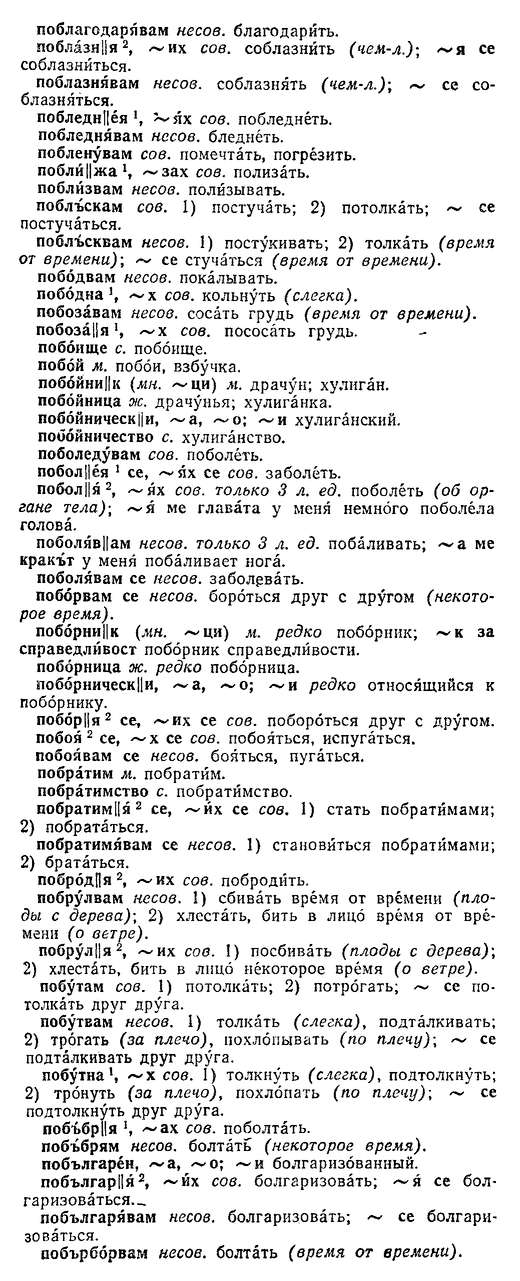 поблагодаря́вам несов. благодари́ть.
поблазн||я́ ², ~их сов. соблазни́ть (чем-л.); ~я се
соблазни́ться.
поблазня́вам несов. соблазня́ть (чем-л.); ~ се со-
блазня́ться.
побледн||е́я ¹, ~я́х сов. побледне́ть.
побледня́вам несов. бледне́ть.
побленува́м сов. помечта́ть, погре́зить.
побли́||жа ¹, ~зах сов. полиза́ть.
побли́звам несов. поли́зывать.
поблъ́скам сов. 1) постуча́ть; 2) потолка́ть; ~ се
постуча́ться.
поблъ́сквам несов. 1) посту́кивать; 2) толка́ть (время
от времени); ~ се стуча́ться (время от времени).
побо́двам несов. пока́лывать.
побо́дна ¹, ~х сов. кольну́ть (слегка).
побоза́вам несов. соса́ть грудь (время от времени).
побоза́||я ¹, ~х сов. пососа́ть грудь.
побо́ище с. побо́ище.
побо́й м. побо́и, взбу́чка.
побо́йни||к (мн. ~ци) м. драчу́н; хулига́н.
побо́йница ж. драчу́нья; хулига́нка.
побо́йническ||и, ~а, ~о; ~и хулига́нский.
побо́йничество с. хулига́нство.
поболеду́вам сов. поболе́ть.
побол||е́я ¹ се, ~я́х се сов. заболе́ть.
побол||я́ ², ~я́х сов. только 3 л. ед. поболе́ть (об ор-
гане тела); ~я́ ме глава́та у меня́ немно́го поболе́ла
голова́.
поболя́в||ам несов. только 3 л. ед. поба́ливать; ~а ме
кракъ́т у меня́ поба́ливает нога́.
поболя́вам се несов. заболева́ть.
побо́рвам се несов. боро́ться друг с дру́гом (некото-
рое время).
побо́рни||к (мн. ~ци) м. редко побо́рник; ~к за
справедли́вост побо́рник справедли́вости.
побо́рница ж. редко побо́рница.
побо́рническ||и, ~а, ~о; ~и редко относя́щийся к
побо́рнику.
побо́р||я ² се, ~их се сов. поборо́ться друг с дру́гом.
побоя́ ² се, ~х се сов. побоя́ться, испуга́ться.
побоя́вам се несов. боя́ться, пуга́ться.
побра́тим м. побрати́м.
побра́тимство с. побрати́мство.
побратим||я́ ² се, ~и́х се сов. 1) стать побрати́мами;
2) побрата́ться.
побратимя́вам се несов. 1) станови́ться побрати́мами;
2) брата́ться.
побро́д||я ², ~их сов. поброди́ть.
побру́лвам несов. 1) сбива́ть вре́мя от вре́мени (пло-
ды с дерева); 2) хлеста́ть, бить в лицо́ вре́мя от вре́-
мени (о ветре).
побру́л||я ², ~их сов. 1) посбива́ть (плоды с дерева);
2) хлеста́ть, бить в лицо́ не́которое вре́мя (о ветре).
побу́там сов. 1) потолка́ть; 2) потро́гать; ~ се по-
толка́ть друг дру́га.
побу́твам несов. 1) толка́ть (слегка), подта́лкивать;
2) тро́гать (за плечо), похло́пывать (по плечу); ~ се
подта́лкивать друг дру́га.
побу́тна ¹, ~х сов. 1) толкну́ть (слегка), подтолкну́ть;
2) тро́нуть (за плечо), похло́пать (по плечу); ~ се
подтолкну́ть друг дру́га.
побъ́бр||я ¹, ~ах сов. поболта́ть.
побъ́брям несов. болта́ть (некоторое время).
побългаре́н, ~а, ~о; ~и болгаризо́ванный.
побългар||я́ ², ~и́х сов. болгаризова́ть; ~я́ се бол-
гаризова́ться.
побългаря́вам несов. болгаризова́ть; ~ се болгари-
зова́ться.
побърбо́рвам несов. болта́ть (время от времени).